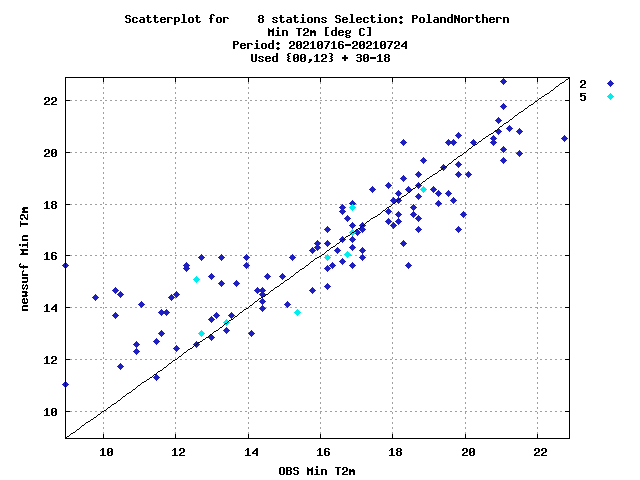 Scatterplot for    8 stations Selection: PolandNorthern
Min T2m [deg C]
Period: 20210716-20210724
Used {00,12} + 30-18
2
5
22
20
18
16
14
12
10
newsurf Min T2m
10 12 14 16 18 20 22
OBS Min T2m